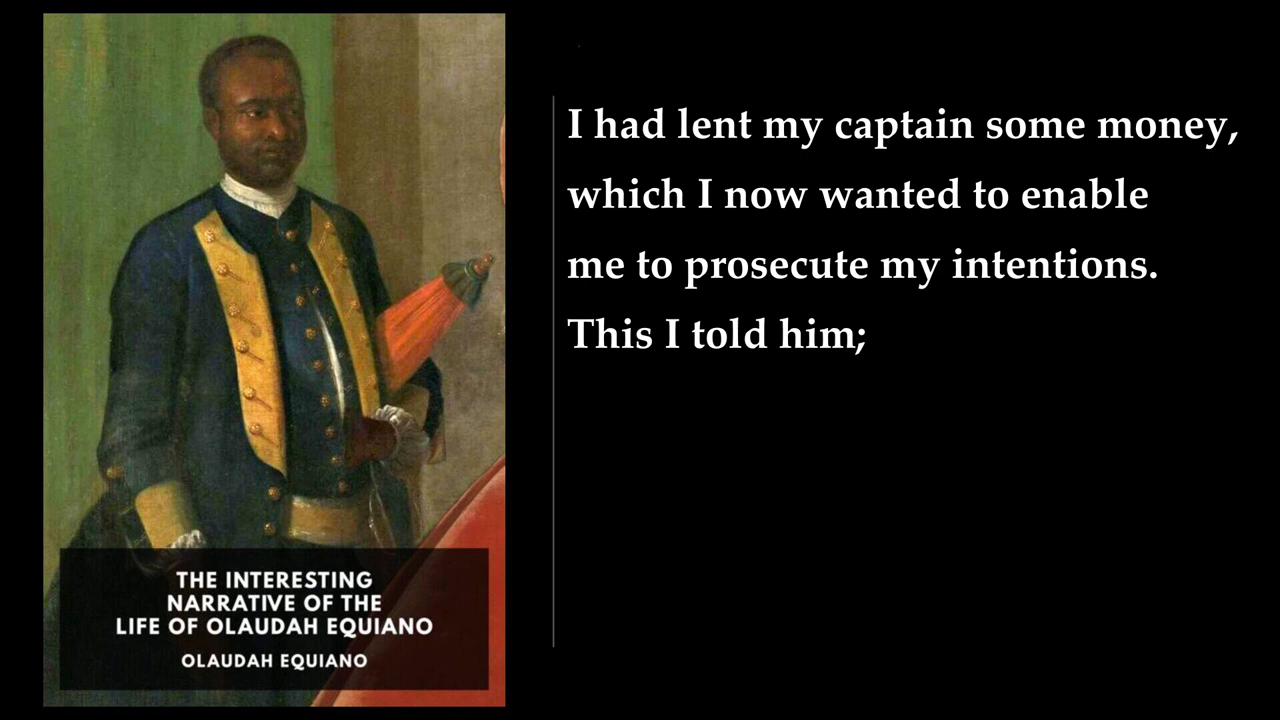 I had lent my captain some money,
which I now wanted to enable
me to prosecute my intentions.
This I told him;
THE INTERESTING
NARRATIVE OF THE
LIFE OF OLAUDAH EQUIANO
OLAUDAH EQUIANO